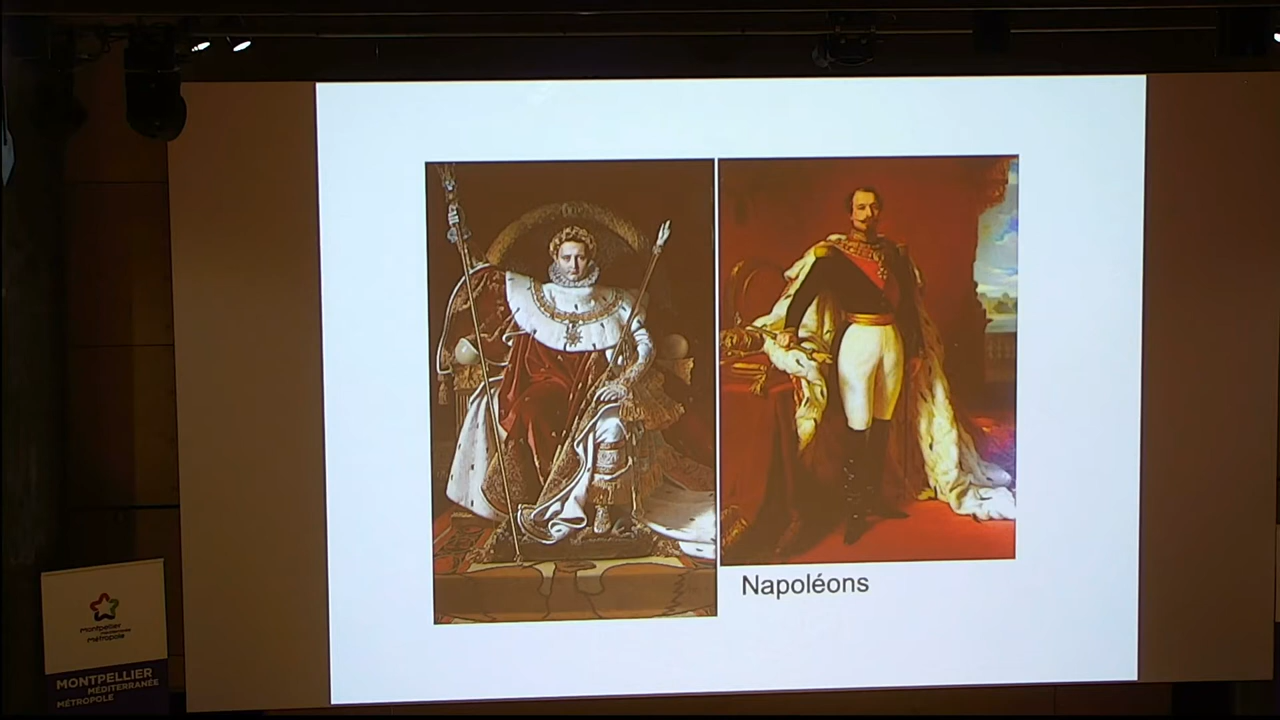 Napoléons
Montpellier
Méditerranée
Métropole
MONTPELLIER
MÉDITERRANÉE
MÉTROPOLE